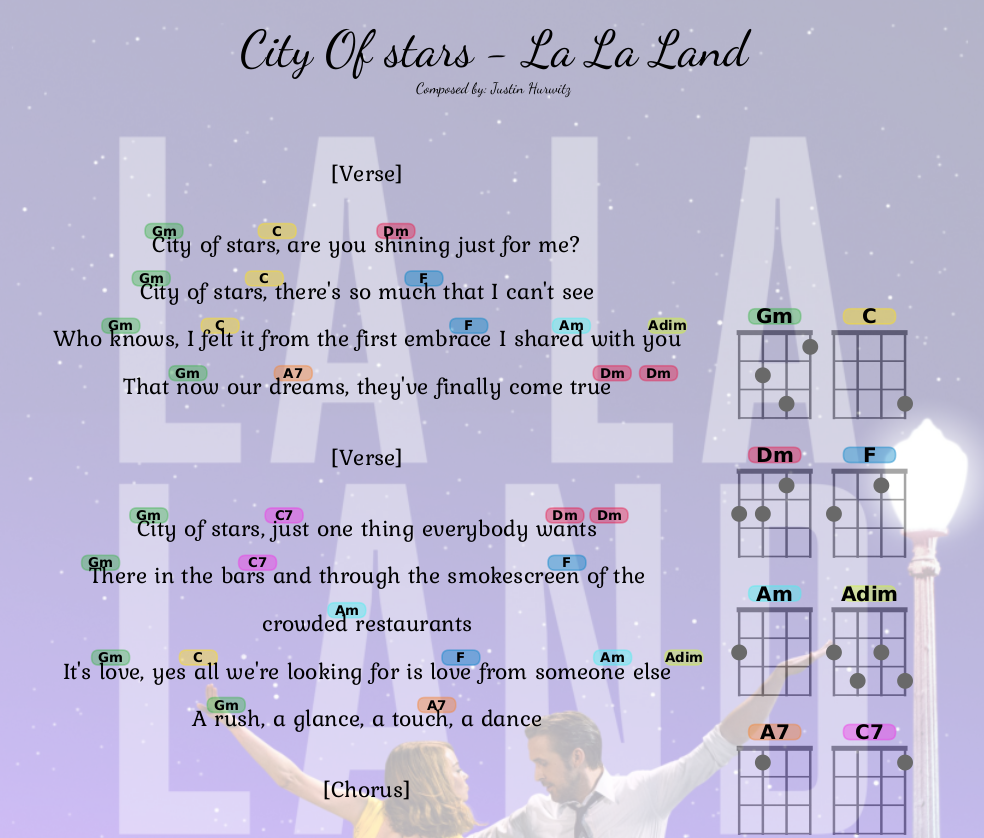 City Of stars - La La Land
Composed by: Justin Hurwitz
[Verse]
Gm C Dm
City of stars, are you shining just for me?
Gm C F
City of stars, there's so much that I can't see
Gm C F Am Adim
Who knows, I felt it from the first embrace I shared with you
Gm A7 Dm Dm
That now our dreams, they've finally come true
[Verse]
Gm C7 Dm Dm
City of stars, just one thing everybody wants
Gm C7 F
There in the bars and through the smokescreen of the
Am
crowded restaurants
Gm C F Am Adim
It's love, yes all we're looking for is love from someone else
Gm A7
A rush, a glance, a touch, a dance
[Chorus]
Gm C
Dm F
Am Adim
A7 C7
LA LA
LAND